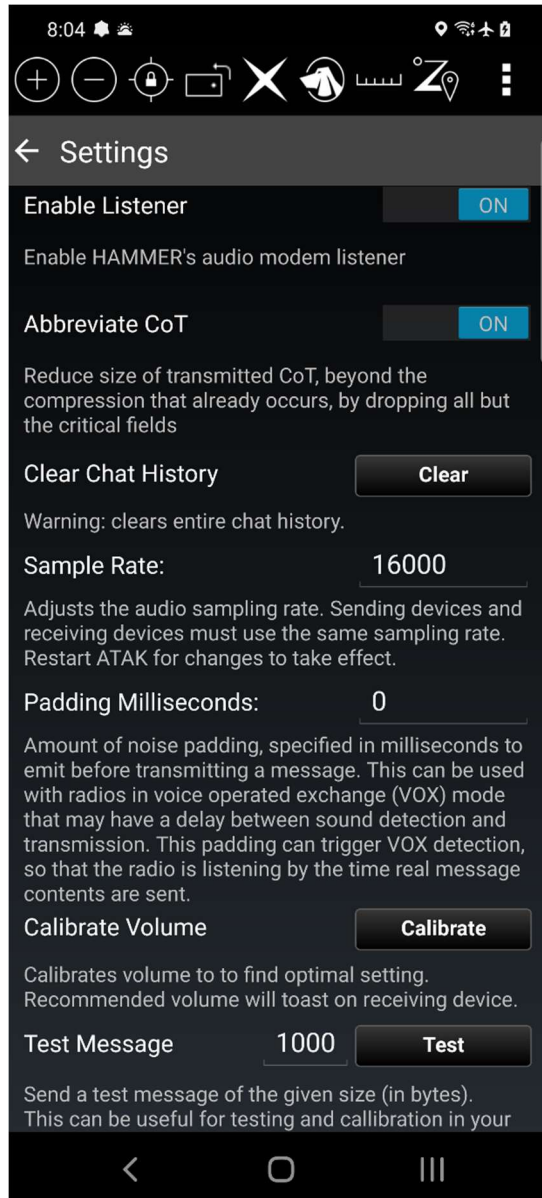 8:04
Settings
Enable Listener
ON
Enable HAMMER's audio modem listener
Abbreviate CoT
ON
Reduce size of transmitted CoT, beyond the
compression that already occurs, by dropping all but
the critical fields
Clear Chat History
Clear
Warning: clears entire chat history.
Sample Rate:
16000
Adjusts the audio sampling rate. Sending devices and
receiving devices must use the same sampling rate.
Restart ATAK for changes to take effect.
Padding Milliseconds:
0
Amount of noise padding, specified in milliseconds to
emit before transmitting a message. This can be used
with radios in voice operated exchange (VOX) mode
that may have a delay between sound detection and
transmission. This padding can trigger VOX detection,
so that the radio is listening by the time real message
contents are sent.
Calibrate Volume
Calibrate
Calibrates volume to to find optimal setting.
Recommended volume will toast on receiving device.
Test Message
1000
Test
Send a test message of the given size (in bytes).
This can be useful for testing and callibration in your